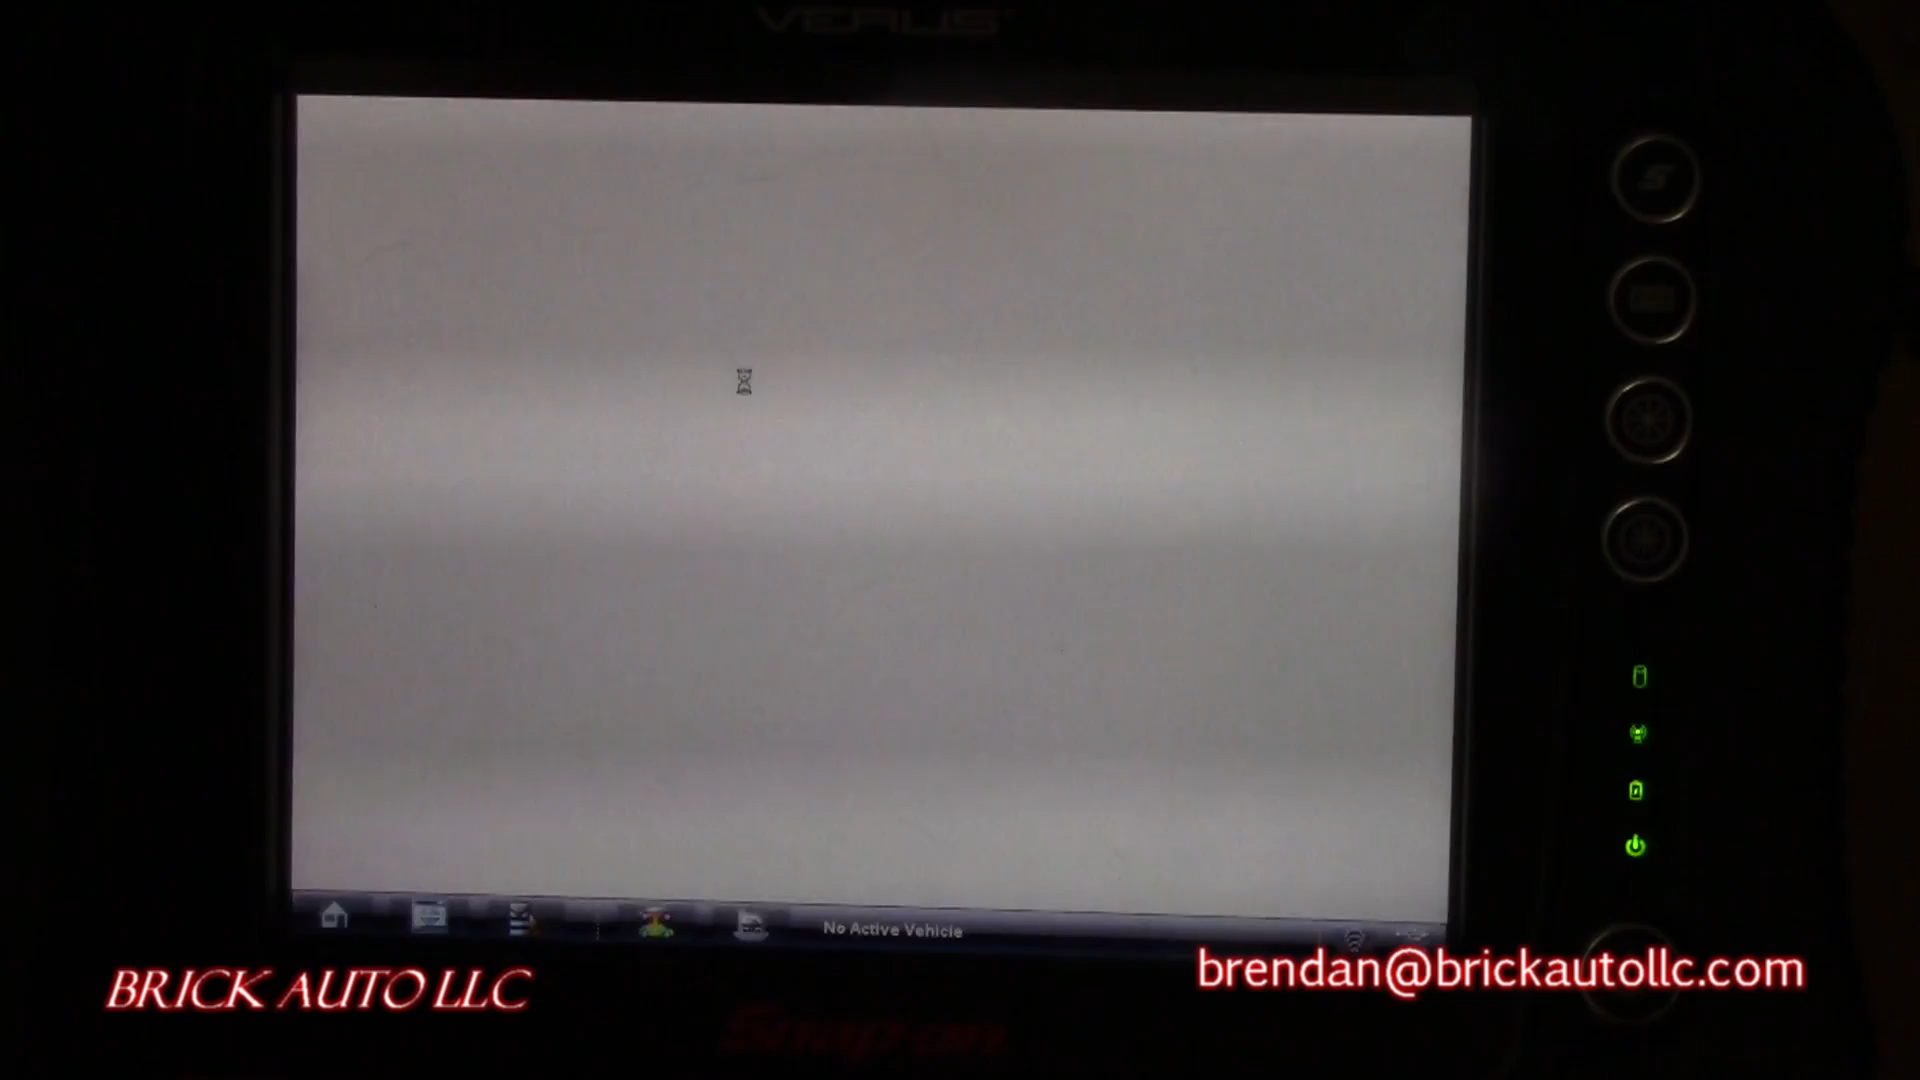 VERUS
No Active Vehicle
brendan@brickautollc.com
BRICK AUTO LLC
Snap-on